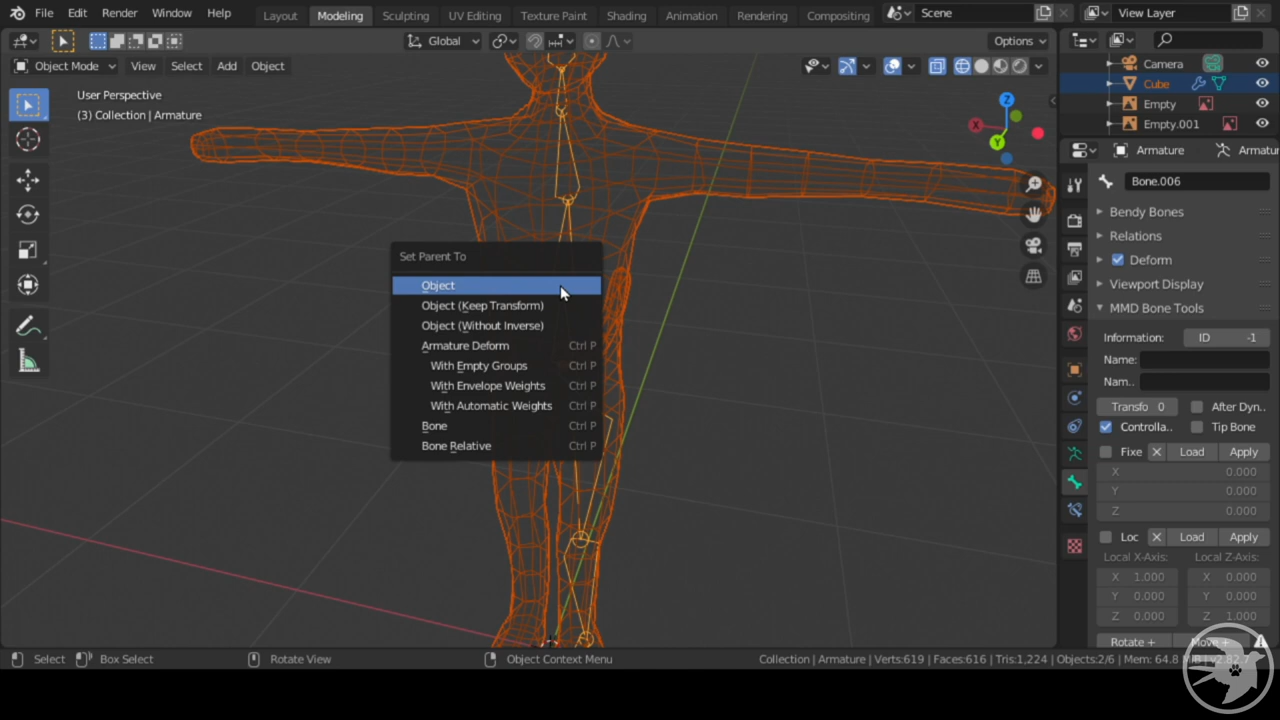 File Edit Render Window Help Layout Modeling Sculpting UV Editing Texture Paint Shading Animation Rendering Compositing Scene View Layer
Global Options
Object Mode View Select Add Object
User Perspective
(3) Collection | Armature
Camera
Cube
Empty
Empty.001
Armature Armatur
Bone.006
Bendy Bones
Relations
Deform
Viewport Display
MMD Bone Tools
Information: ID -1
Name:
Nam..
Transfo 0 After Dyn..
Controlla.. Tip Bone
Fixe Load Apply
X 0.000
Y 0.000
Z 0.000
Loc Load Apply
Local X-Axis: Local Z-Axis:
X 1.000 X 0.000
Y 0.000 Y 0.000
Z 0.000 Z 1.000
Rotate + Move +
X
Y
Z
Set Parent To
Object
Object (Keep Transform)
Object (Without Inverse)
Armature Deform Ctrl P
With Empty Groups Ctrl P
With Envelope Weights Ctrl P
With Automatic Weights Ctrl P
Bone Ctrl P
Bone Relative Ctrl P
Select Box Select Rotate View Object Context Menu Collection | Armature | Verts:619 | Faces:616 | Tris:1,224 | Objects:2/6 | Mem: 64.8 MiB | v2.82.7